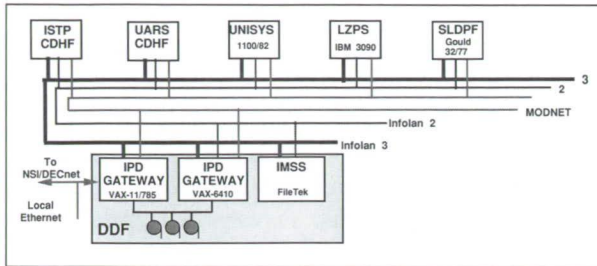 ISTP
CDHF
UARS
CDHF
UNISYS
1100/82
LZPS
IBM 3090
SLDPF
Gould
32/77
3
2
MODNET
Infolan 2
Infolan 3
To
NSI/DECnet
Local
Ethernet
IPD
GATEWAY
VAX-11/785
IPD
GATEWAY
VAX-6410
IMSS
FileTek
DDF